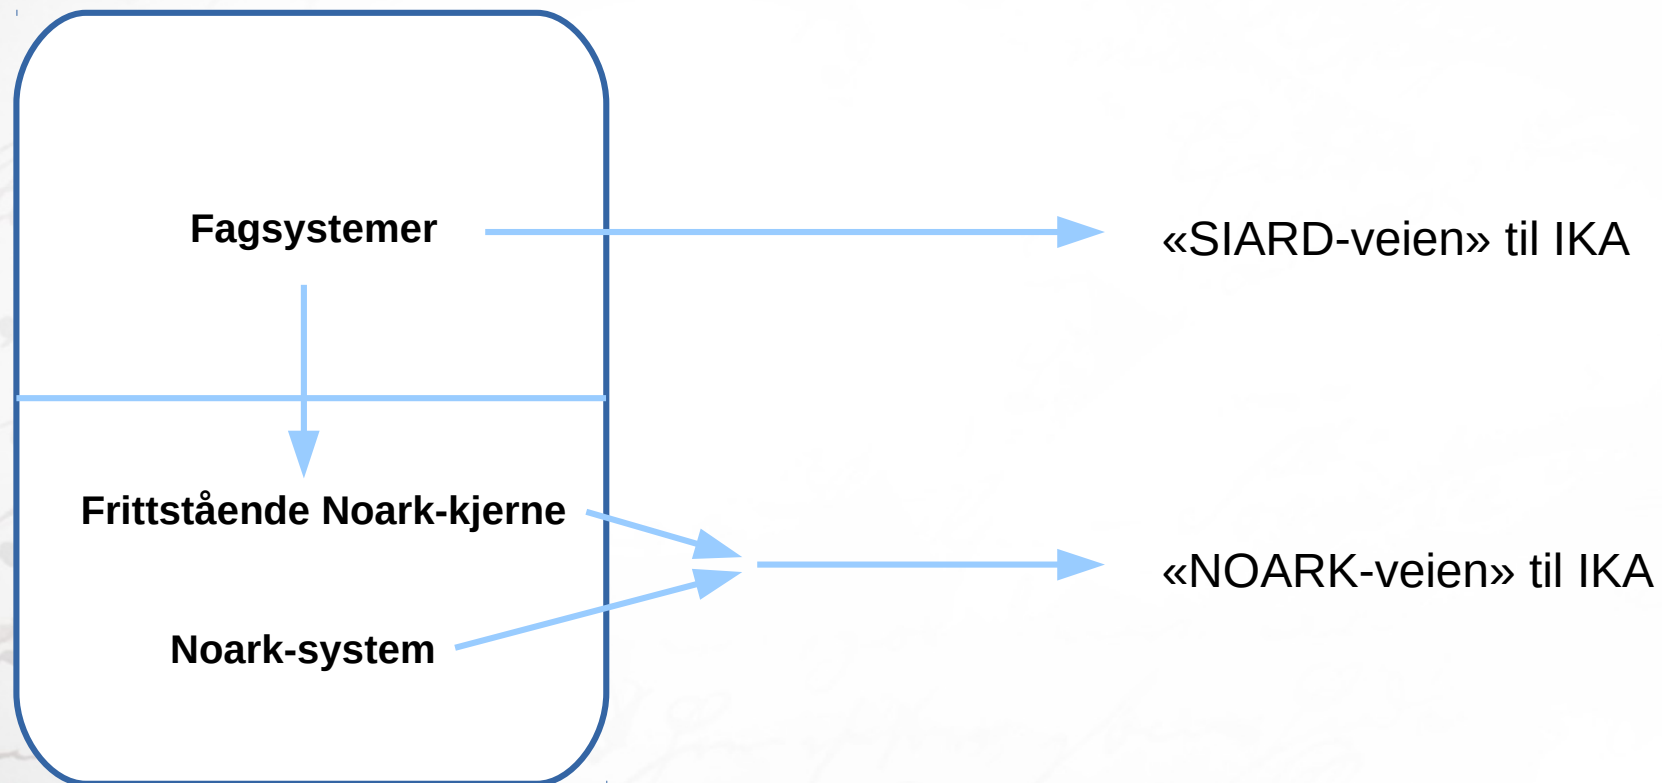 Fagsystemer
«SIARD-veien» til IKA
Frittstående Noark-kjerne
«NOARK-veien» til IKA
Noark-system